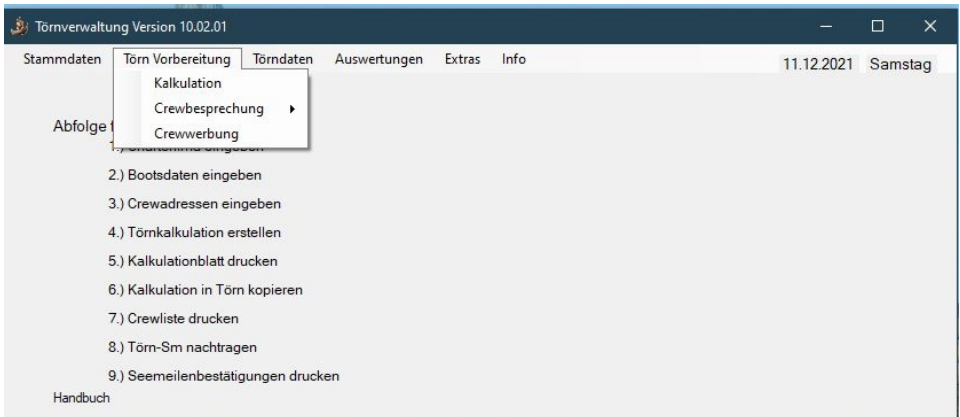 Törnverwaltung Version 10.02.01
Stammdaten Törn Vorbereitung Törndaten Auswertungen Extras Info 11.12.2021 Samstag
Kalkulation
Crewbesprechung
Crewwerbung
Abfolge
2.) Bootsdaten eingeben
3.) Crewadressen eingeben
4.) Törnkalkulation erstellen
5.) Kalkulationblatt drucken
6.) Kalkulation in Törn kopieren
7.) Crewliste drucken
8.) Törn-Sm nachtragen
9.) Seemeilenbestätigungen drucken
Handbuch